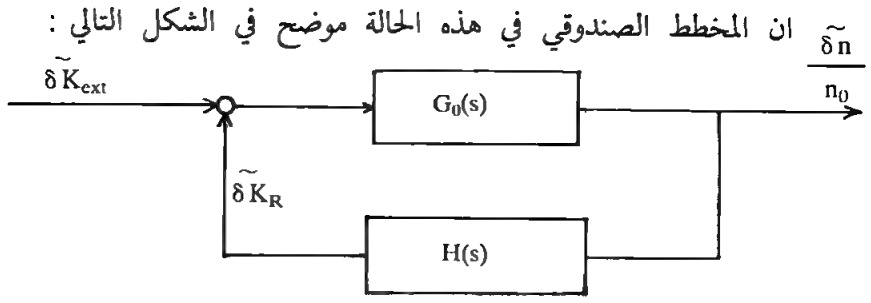 ان المخطط الصندوقي في هذه الحالة موضح في الشكل التالي :
δK̃ext
G₀(s)
δñ
n₀
δK̃R
H(s)